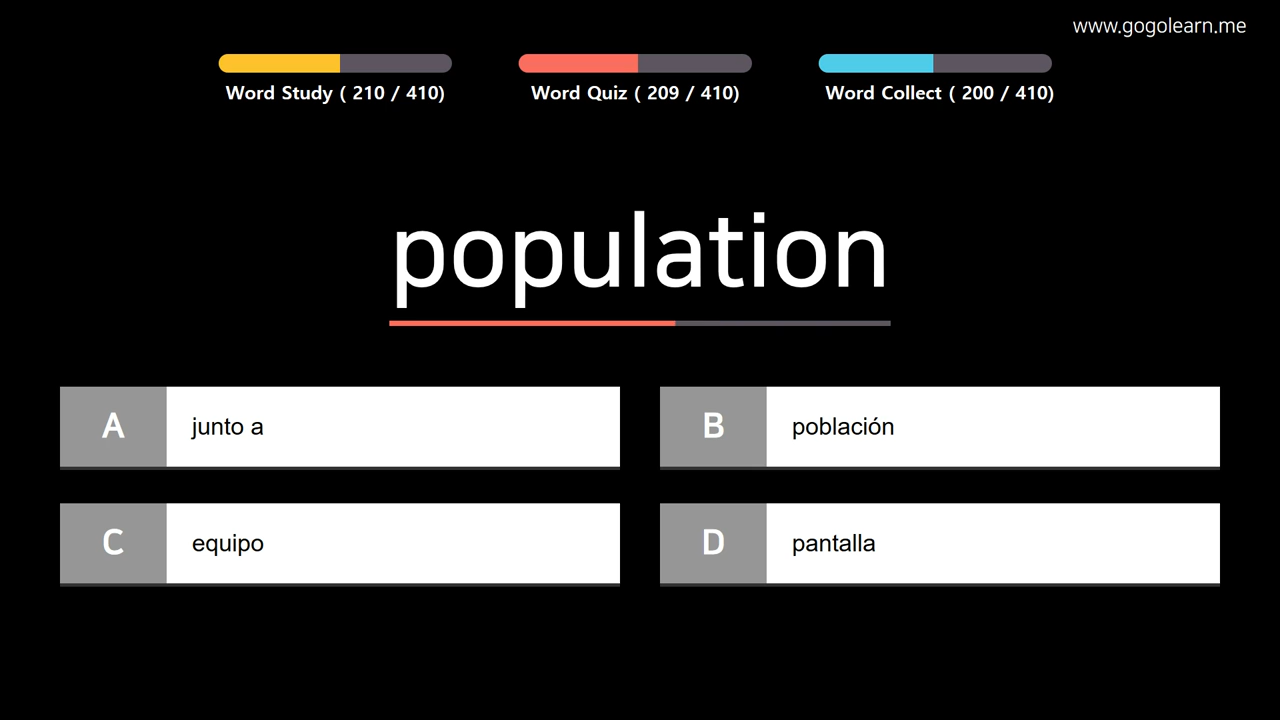 www.gogolearn.me
Word Study ( 210 / 410)
Word Quiz ( 209 / 410)
Word Collect ( 200 / 410)
population
A junto a
B población
C equipo
D pantalla